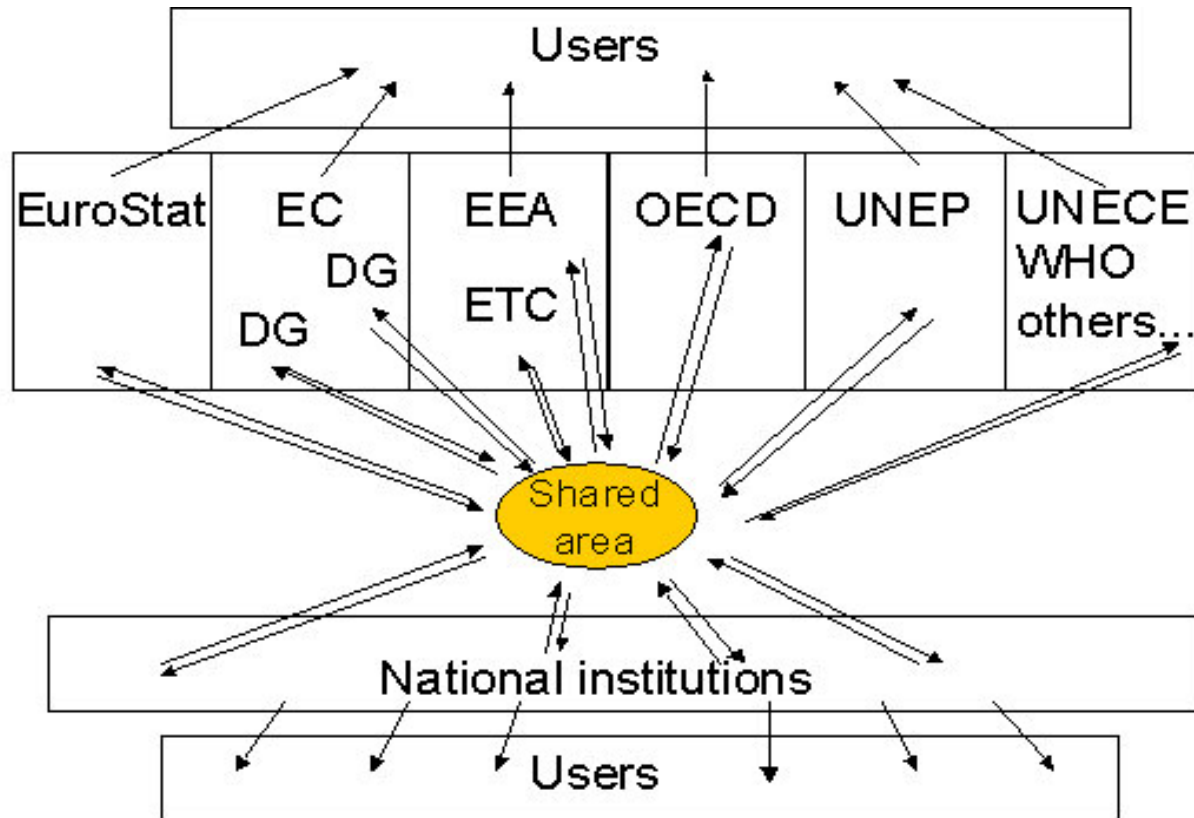 Users
EuroStat
EC
DG
DG
EEA
ETC
OECD
UNEP
UNECE
WHO
others...
Shared
area
National institutions
Users